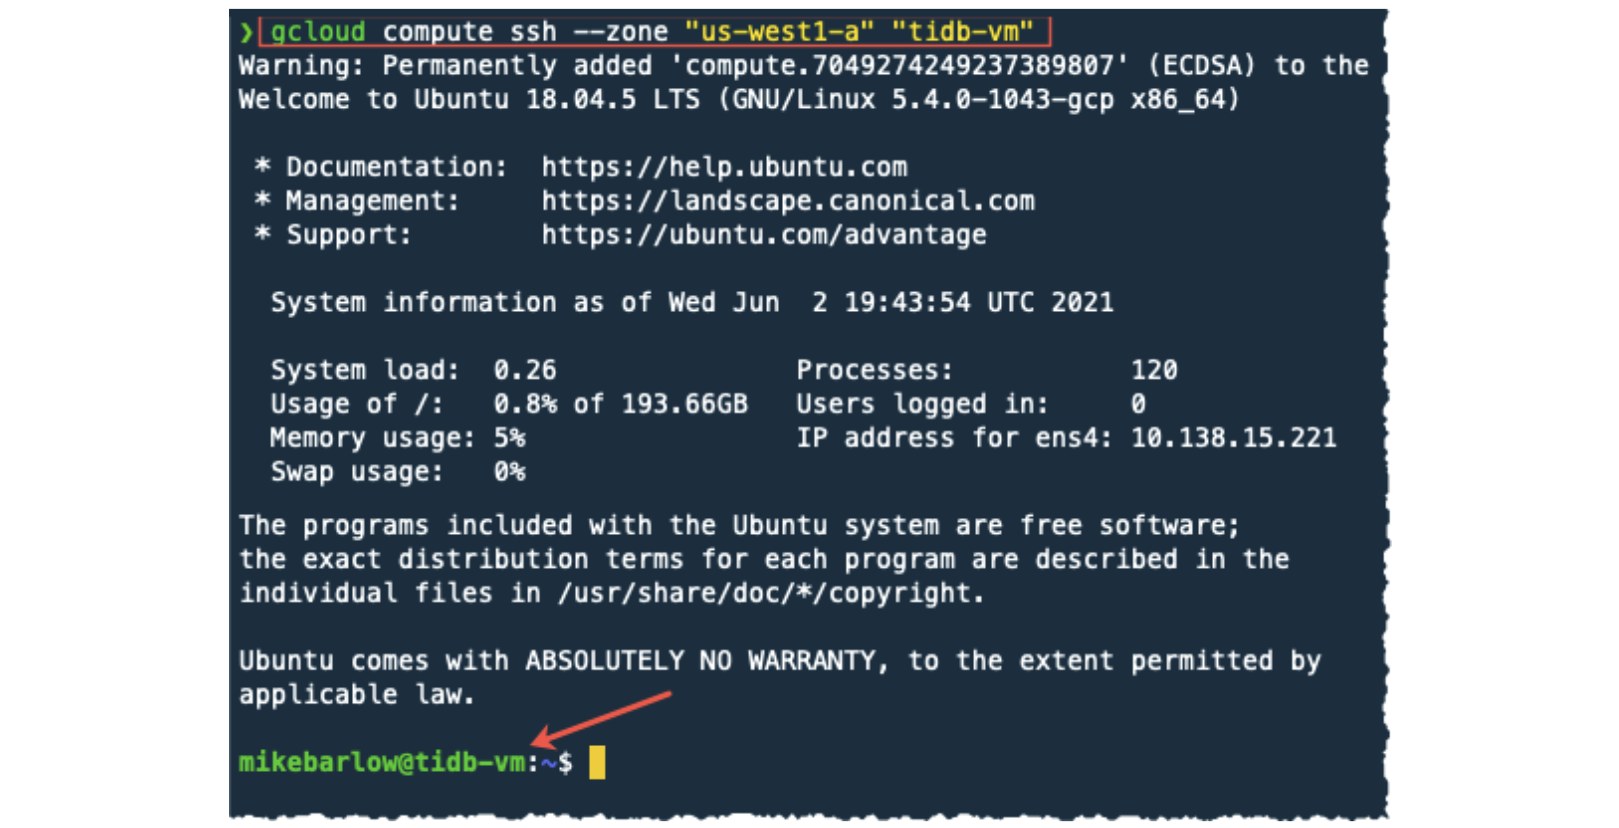 ❯ gcloud compute ssh --zone "us-west1-a" "tidb-vm"
Warning: Permanently added 'compute.7049274249237389807' (ECDSA) to the
Welcome to Ubuntu 18.04.5 LTS (GNU/Linux 5.4.0-1043-gcp x86_64)
* Documentation:  https://help.ubuntu.com
* Management:     https://landscape.canonical.com
* Support:        https://ubuntu.com/advantage
System information as of Wed Jun  2 19:43:54 UTC 2021
System load:  0.26               Processes:           120
Usage of /:   0.8% of 193.66GB   Users logged in:     0
Memory usage: 5%                 IP address for ens4: 10.138.15.221
Swap usage:   0%
The programs included with the Ubuntu system are free software;
the exact distribution terms for each program are described in the
individual files in /usr/share/doc/*/copyright.
Ubuntu comes with ABSOLUTELY NO WARRANTY, to the extent permitted by
applicable law.
mikebarlow@tidb-vm:~$